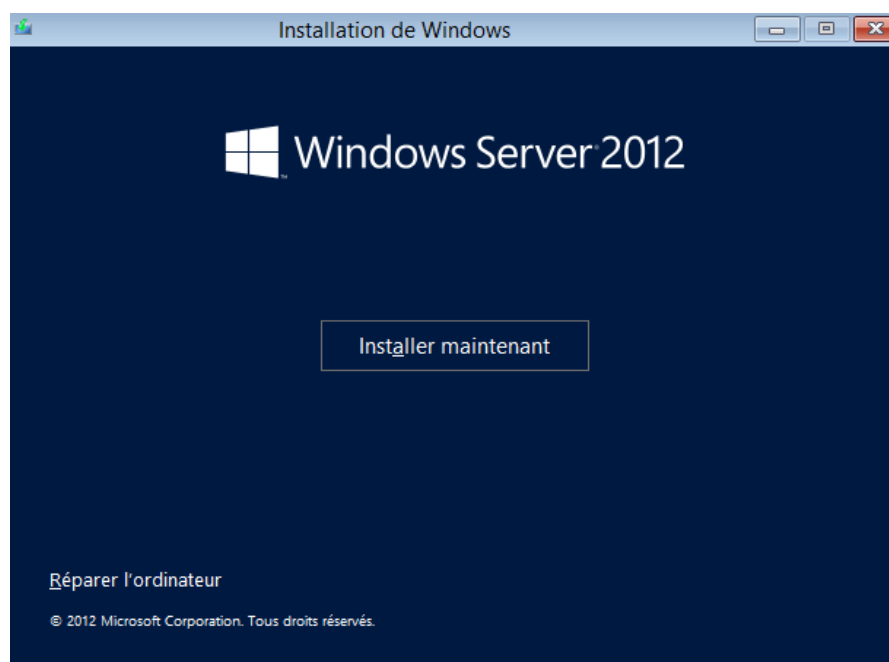 Installation de Windows
Windows Server 2012
Installer maintenant
Réparer l'ordinateur
© 2012 Microsoft Corporation. Tous droits réservés.